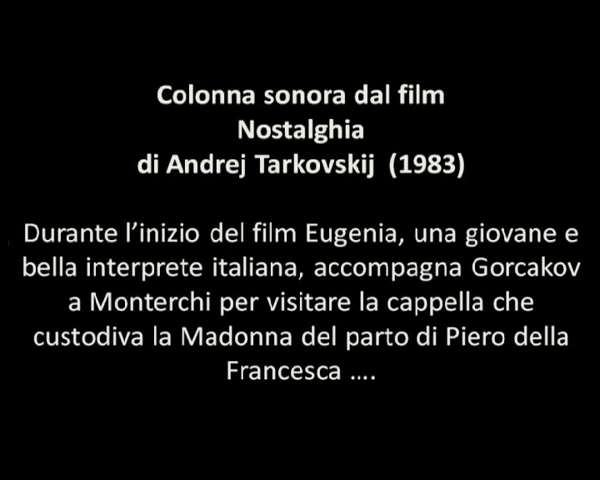 Colonna sonora dal film
Nostalghia
di Andrej Tarkovskij (1983)
Durante l’inizio del film Eugenia, una giovane e
bella interprete italiana, accompagna Gorcakov
a Monterchi per visitare la cappella che
custodiva la Madonna del parto di Piero della
Francesca ….